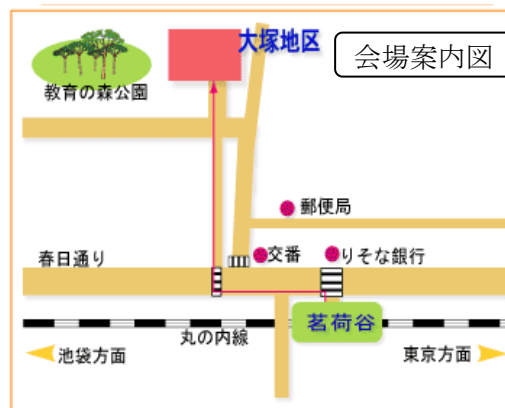 大塚地区
会場案内図
教育の森公園
郵便局
春日通り
交番
りそな銀行
茗荷谷
丸の内線
池袋方面
東京方面